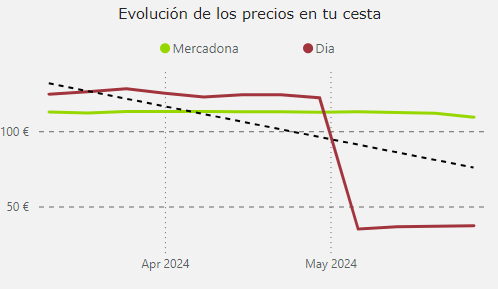 Evolución de los precios en tu cesta
Mercadona
Dia
100 €
50 €
Apr 2024
May 2024